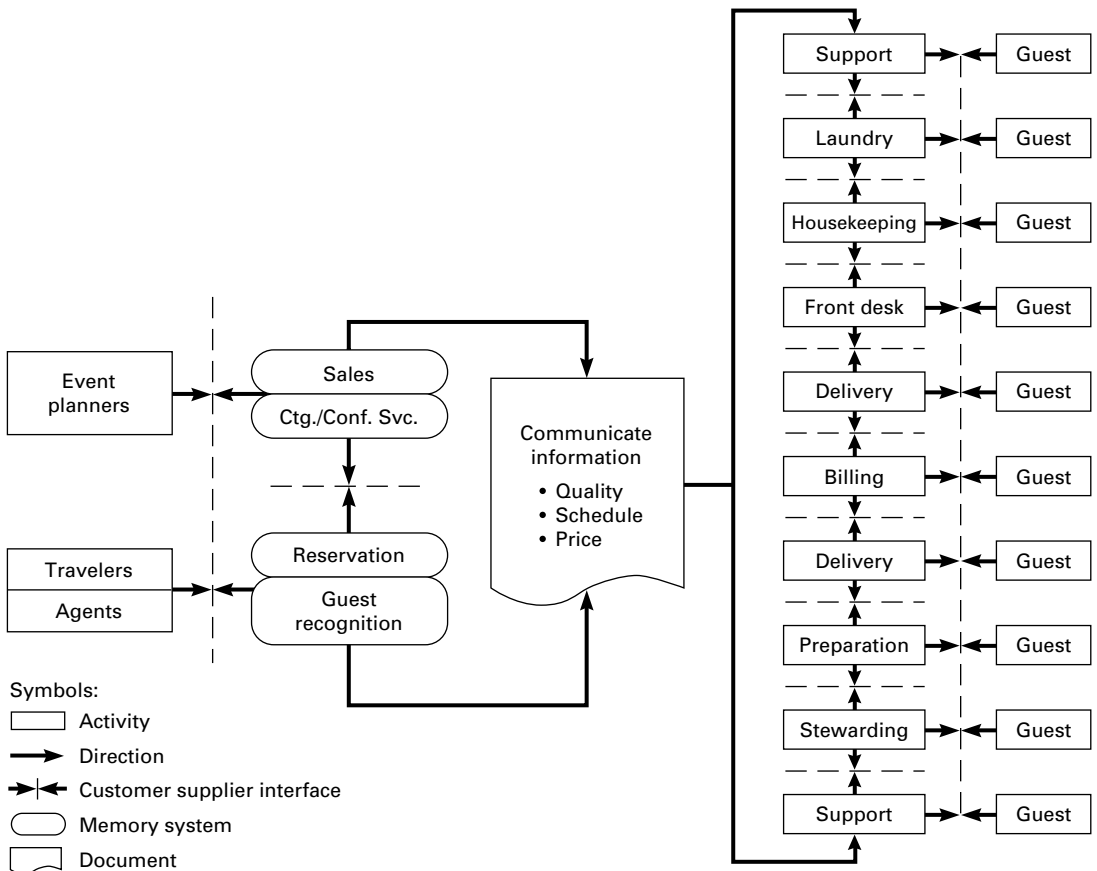 Event
planners
Travelers
Agents
Sales
Ctg./Conf. Svc.
Reservation
Guest
recognition
Communicate
information
• Quality
• Schedule
• Price
Support
Guest
Laundry
Guest
Housekeeping
Guest
Front desk
Guest
Delivery
Guest
Billing
Guest
Delivery
Guest
Preparation
Guest
Stewarding
Guest
Support
Guest
Symbols:
Activity
Direction
Customer supplier interface
Memory system
Document